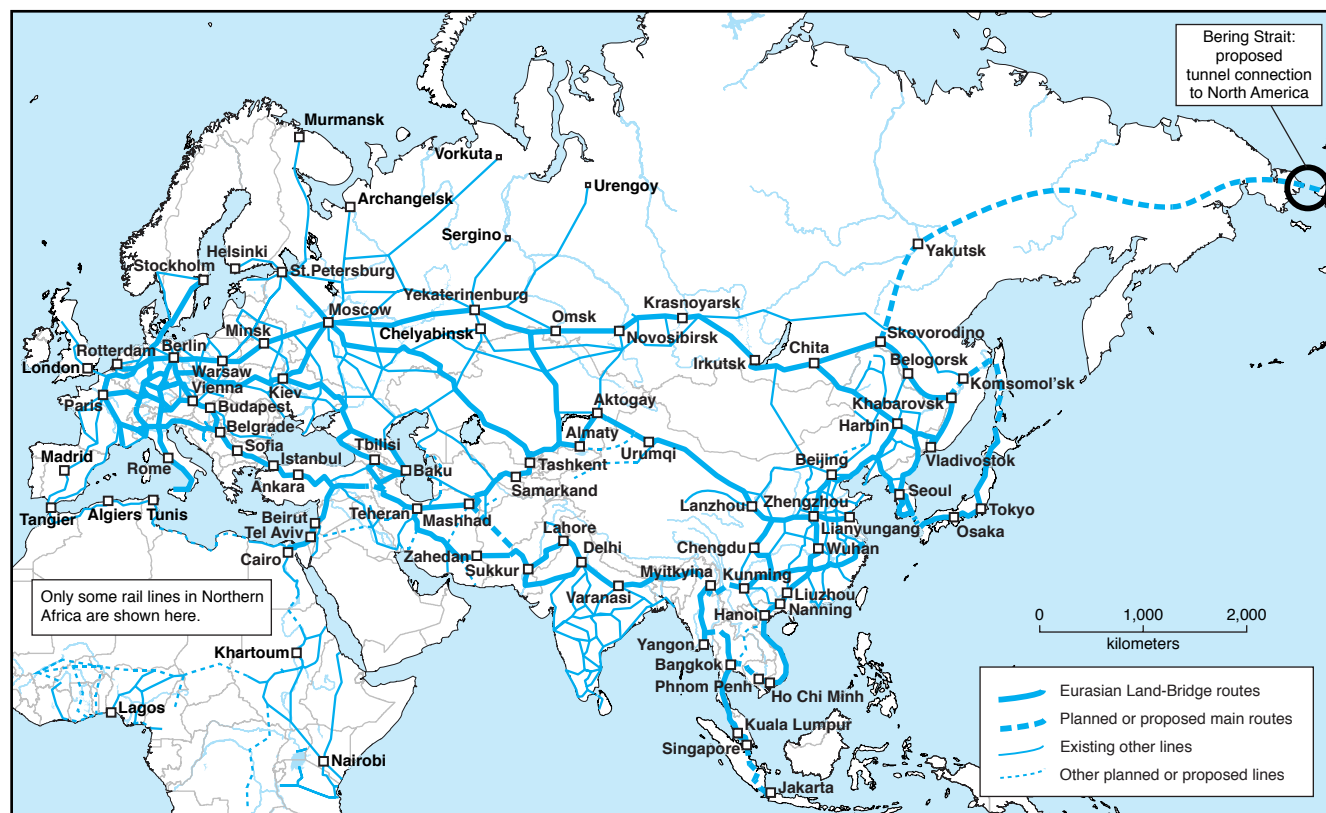 Bering Strait:
proposed
tunnel connection
to North America
Murmansk
Vorkuta
Urengoy
Archangelsk
Sergino
Yakutsk
Helsinki
Stockholm
St.Petersburg
Yekaterinenburg
Krasnoyarsk
Moscow
Omsk
Skovorodino
Minsk
Chelyabinsk
Novosibirsk
Chita
Belogorsk
Rotterdam
Berlin
London
Warsaw
Irkutsk
Komsomol'sk
Vienna
Kiev
Paris
Budapest
Aktogay
Khabarovsk
Belgrade
Harbin
Almaty
Sofia
Tbilisi
Urumqi
Madrid
Rome
Istanbul
Baku
Tashkent
Beijing
Vladivostok
Ankara
Samarkand
Seoul
Tangier
Algiers
Tunis
Beirut
Teheran
Mashhad
Lanzhou
Zhengzhou
Tokyo
Tel Aviv
Lahore
Lianyungang
Osaka
Cairo
Zahedan
Delhi
Chengdu
Wuhan
Sukkur
Myitkyina
Kunming
Varanasi
Liuzhou
Only some rail lines in Northern
Africa are shown here.
Hanoi
Nanning
0
1,000
2,000
kilometers
Khartoum
Yangon
Bangkok
Phnom Penh
Ho Chi Minh
Lagos
Kuala Lumpur
Singapore
Nairobi
Jakarta
Eurasian Land-Bridge routes
Planned or proposed main routes
Existing other lines
Other planned or proposed lines